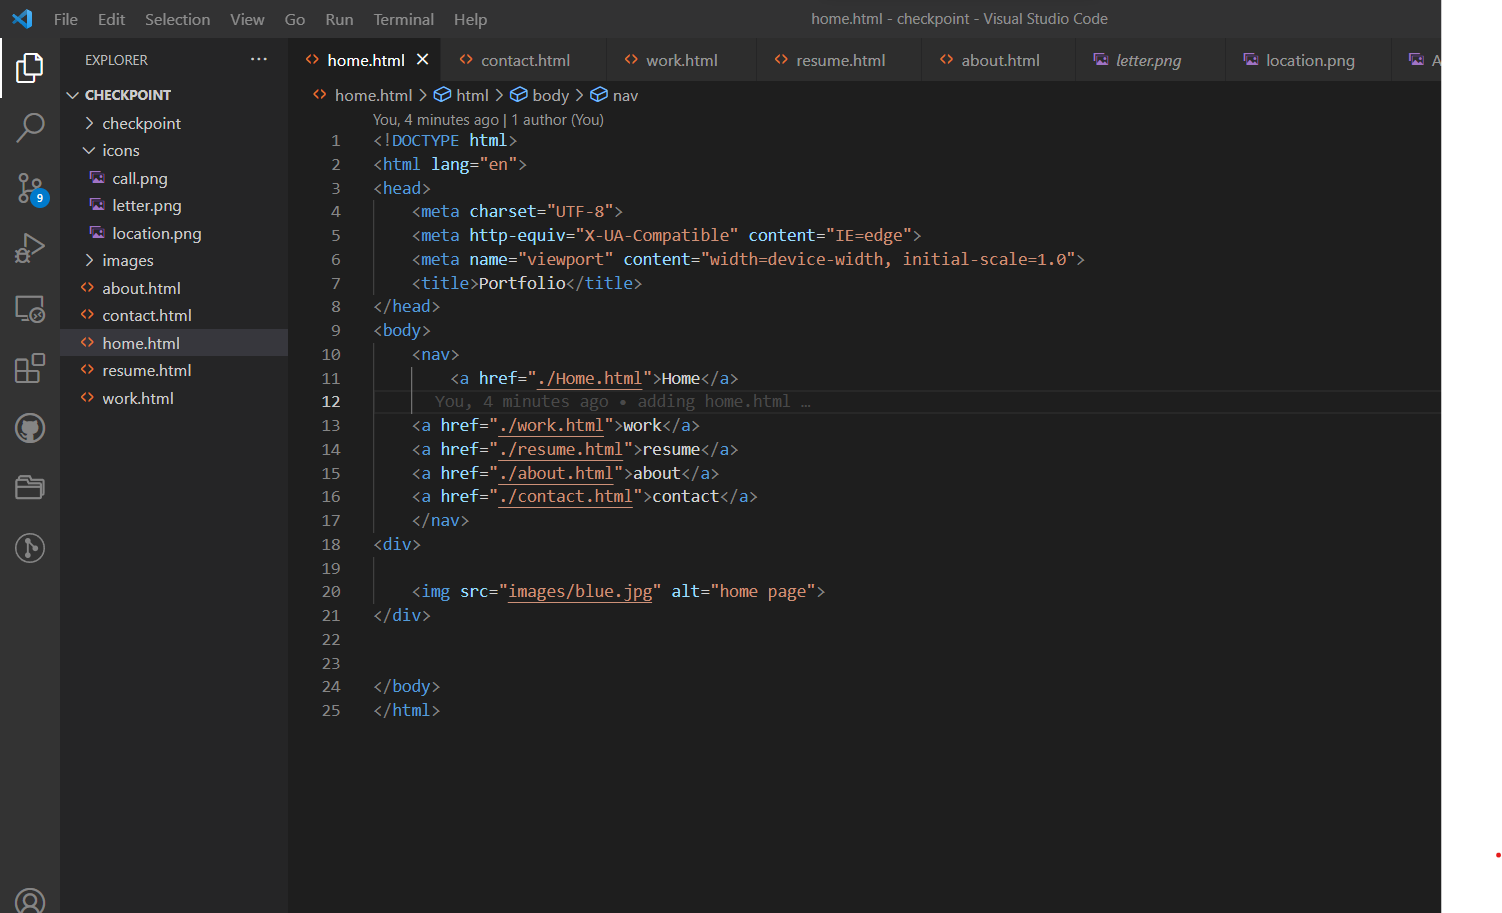 File Edit Selection View Go Run Terminal Help
home.html - checkpoint - Visual Studio Code
EXPLORER
CHECKPOINT
checkpoint
icons
call.png
letter.png
location.png
images
about.html
contact.html
home.html
resume.html
work.html
9
home.html contact.html work.html resume.html about.html letter.png location.png A
home.html > html > body > nav
You, 4 minutes ago | 1 author (You)
1 <!DOCTYPE html>
2 <html lang="en">
3 <head>
4 <meta charset="UTF-8">
5 <meta http-equiv="X-UA-Compatible" content="IE=edge">
6 <meta name="viewport" content="width=device-width, initial-scale=1.0">
7 <title>Portfolio</title>
8 </head>
9 <body>
10 <nav>
11 <a href="./Home.html">Home</a>
12 You, 4 minutes ago • adding home.html …
13 <a href="./work.html">work</a>
14 <a href="./resume.html">resume</a>
15 <a href="./about.html">about</a>
16 <a href="./contact.html">contact</a>
17 </nav>
18 <div>
19
20 <img src="images/blue.jpg" alt="home page">
21 </div>
22
23
24 </body>
25 </html>